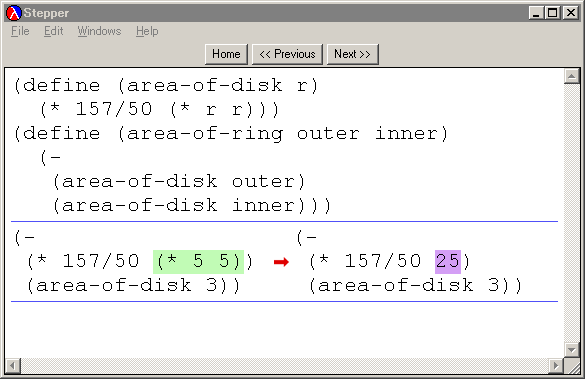 Stepper
File Edit Windows Help
Home << Previous Next >>
(define (area-of-disk r)
(* 157/50 (* r r)))
(define (area-of-ring outer inner)
(-
(area-of-disk outer)
(area-of-disk inner)))
(-
(* 157/50 (* 5 5))
(area-of-disk 3))
(-
(* 157/50 25)
(area-of-disk 3))